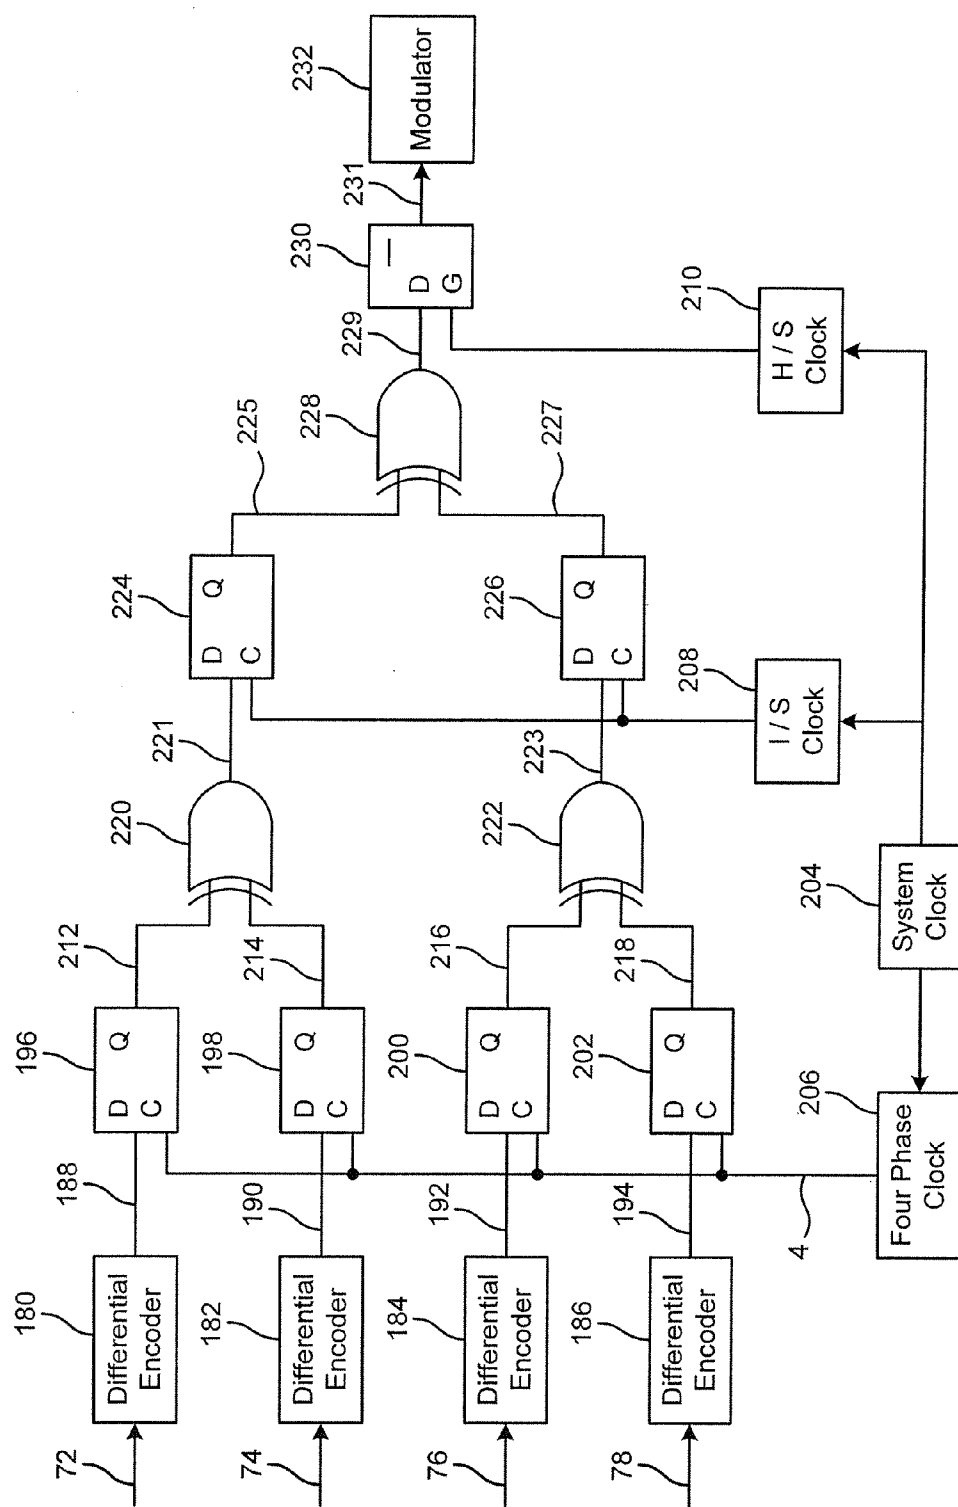 72
180
Differential
Encoder
188
196
D Q
C
212
220
221
224
D Q
C
225
74
182
Differential
Encoder
190
198
D Q
C
214
228
229
230
D
G
231
232
Modulator
76
184
Differential
Encoder
192
200
D Q
C
216
222
223
226
D Q
C
227
78
186
Differential
Encoder
194
202
D Q
C
218
4
206
Four Phase
Clock
204
System
Clock
208
I / S
Clock
210
H / S
Clock